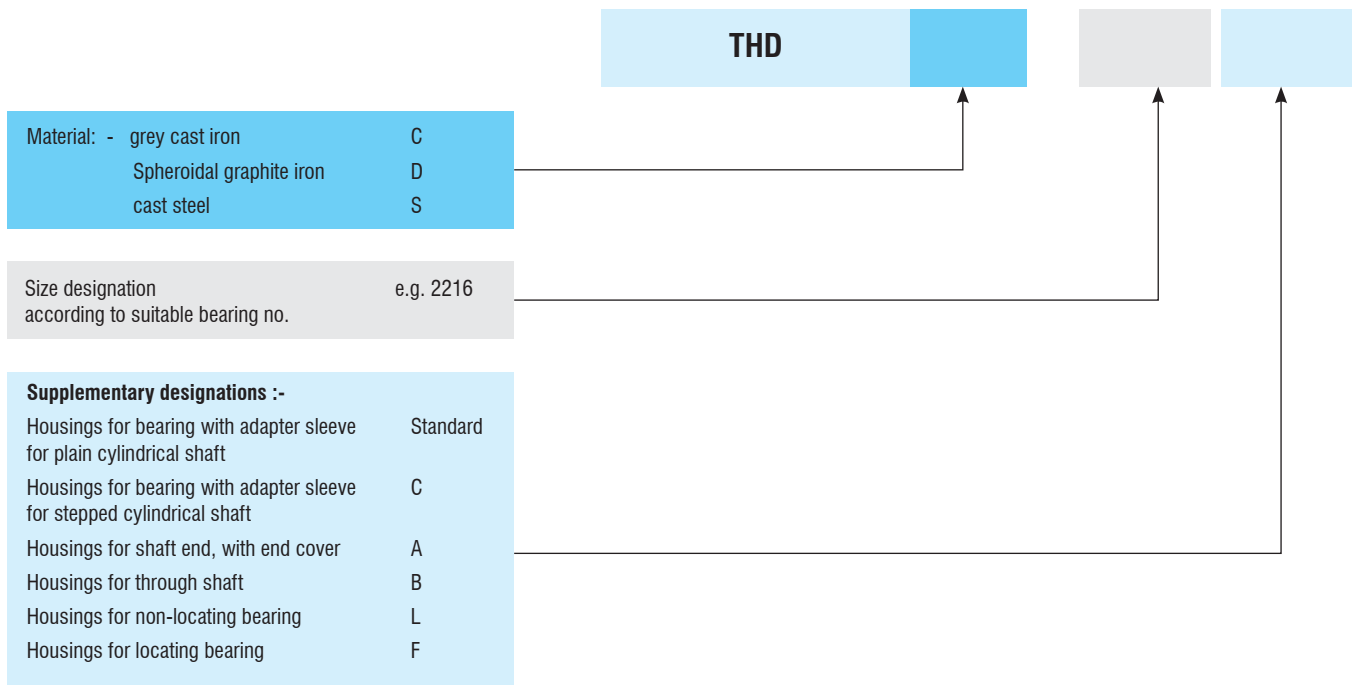 THD
Material: - grey cast iron C
Spheroidal graphite iron D
cast steel S
Size designation e.g. 2216
according to suitable bearing no.
Supplementary designations :-
Housings for bearing with adapter sleeve Standard
for plain cylindrical shaft
Housings for bearing with adapter sleeve C
for stepped cylindrical shaft
Housings for shaft end, with end cover A
Housings for through shaft B
Housings for non-locating bearing L
Housings for locating bearing F